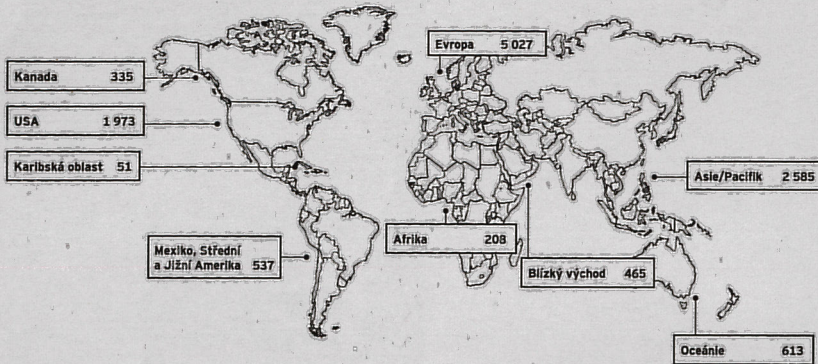 Evropa 5 027
Kanada 335
USA 1 973
Karibská oblast 51
Asie/Pacifik 2 585
Afrika 208
Mexiko, Střední
a Jižní Amerika 537
Blízký východ 465
Oceánie 613